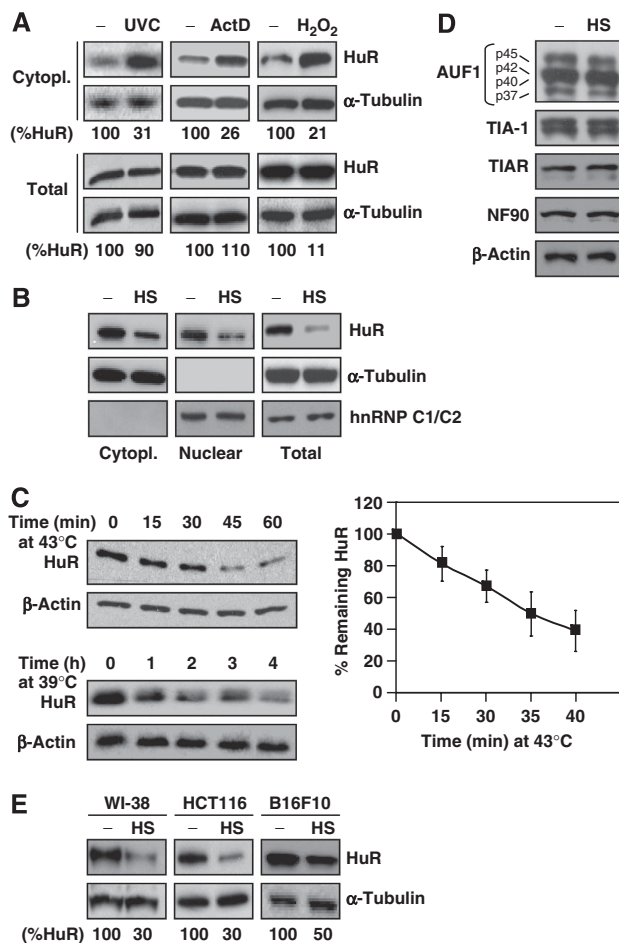 A
– UVC – ActD – H₂O₂
Cytopl.
HuR
α-Tubulin
(%HuR) 100 31 100 26 100 21
Total
HuR
α-Tubulin
(%HuR) 100 90 100 110 100 11
B
– HS – HS – HS
HuR
α-Tubulin
hnRNP C1/C2
Cytopl. Nuclear Total
C
Time (min) 0 15 30 45 60
at 43°C
HuR
β-Actin
Time (h) 0 1 2 3 4
at 39°C
HuR
β-Actin
120
100
80
60
40
20
0
% Remaining HuR
0 15 30 35 40
Time (min) at 43°C
D
– HS
AUF1
p45
p42
p40
p37
TIA-1
TIAR
NF90
β-Actin
E
WI-38 HCT116 B16F10
– HS – HS – HS
HuR
α-Tubulin
(%HuR) 100 30 100 30 100 50